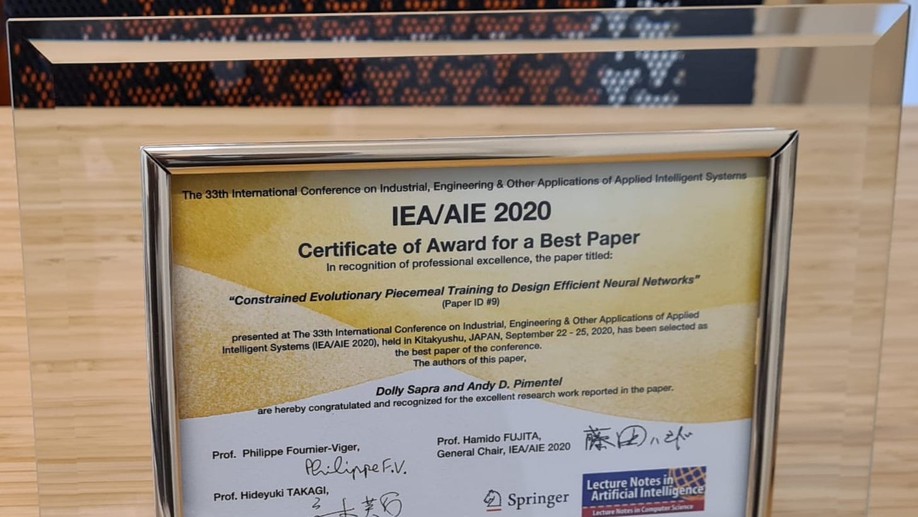 The 33th International Conference on Industrial, Engineering & Other Applications of Applied Intelligent Systems
IEA/AIE 2020
Certificate of Award for a Best Paper
In recognition of professional excellence, the paper titled:
"Constrained Evolutionary Piecemeal Training to Design Efficient Neural Networks"
(Paper ID #9)
presented at The 33th International Conference on Industrial, Engineering & Other Applications of Applied
Intelligent Systems (IEA/AIE 2020), held in Kitakyushu, JAPAN, September 22 - 25, 2020, has been selected as
the best paper of the conference.
The authors of this paper,
Dolly Sapra and Andy D. Pimentel
are hereby congratulated and recognized for the excellent research work reported in the paper.
Prof. Philippe Fournier-Viger,
Philippe F.V.
Prof. Hamido FUJITA,
General Chair, IEA/AIE 2020
藤田ハミド
Prof. Hideyuki TAKAGI,
Springer
Lecture Notes in
Artificial Intelligence
Lecture Notes in Computer Science